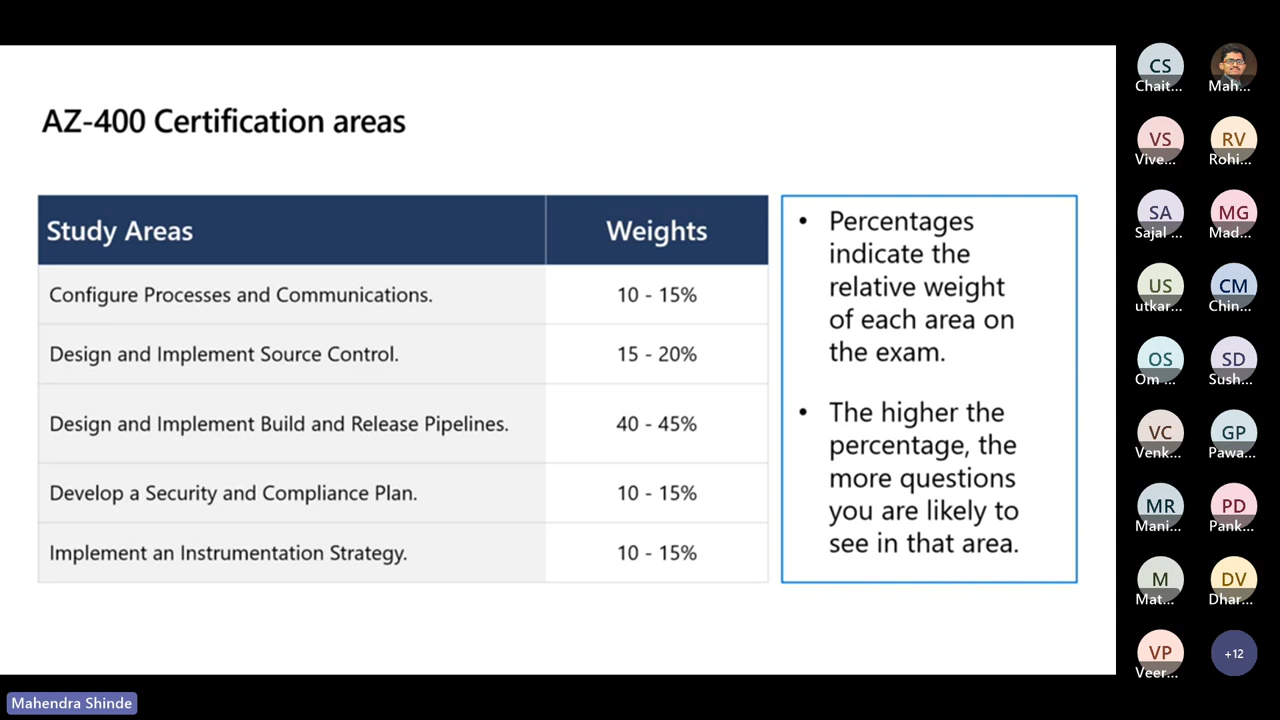 AZ-400 Certification areas
Study Areas
Weights
Configure Processes and Communications.
10 - 15%
Design and Implement Source Control.
15 - 20%
Design and Implement Build and Release Pipelines.
40 - 45%
Develop a Security and Compliance Plan.
10 - 15%
Implement an Instrumentation Strategy.
10 - 15%
• Percentages
indicate the
relative weight
of each area on
the exam.
• The higher the
percentage, the
more questions
you are likely to
see in that area.
CS
Chait...
Mah...
VS
Vive...
RV
Rohi...
SA
Sajal ...
MG
Mad...
US
utkar...
CM
Chin...
OS
Om ...
SD
Sush...
VC
Venk...
GP
Pawa...
MR
Mani...
PD
Pank...
M
Mat...
DV
Dhar...
VP
Veer...
+12
Mahendra Shinde